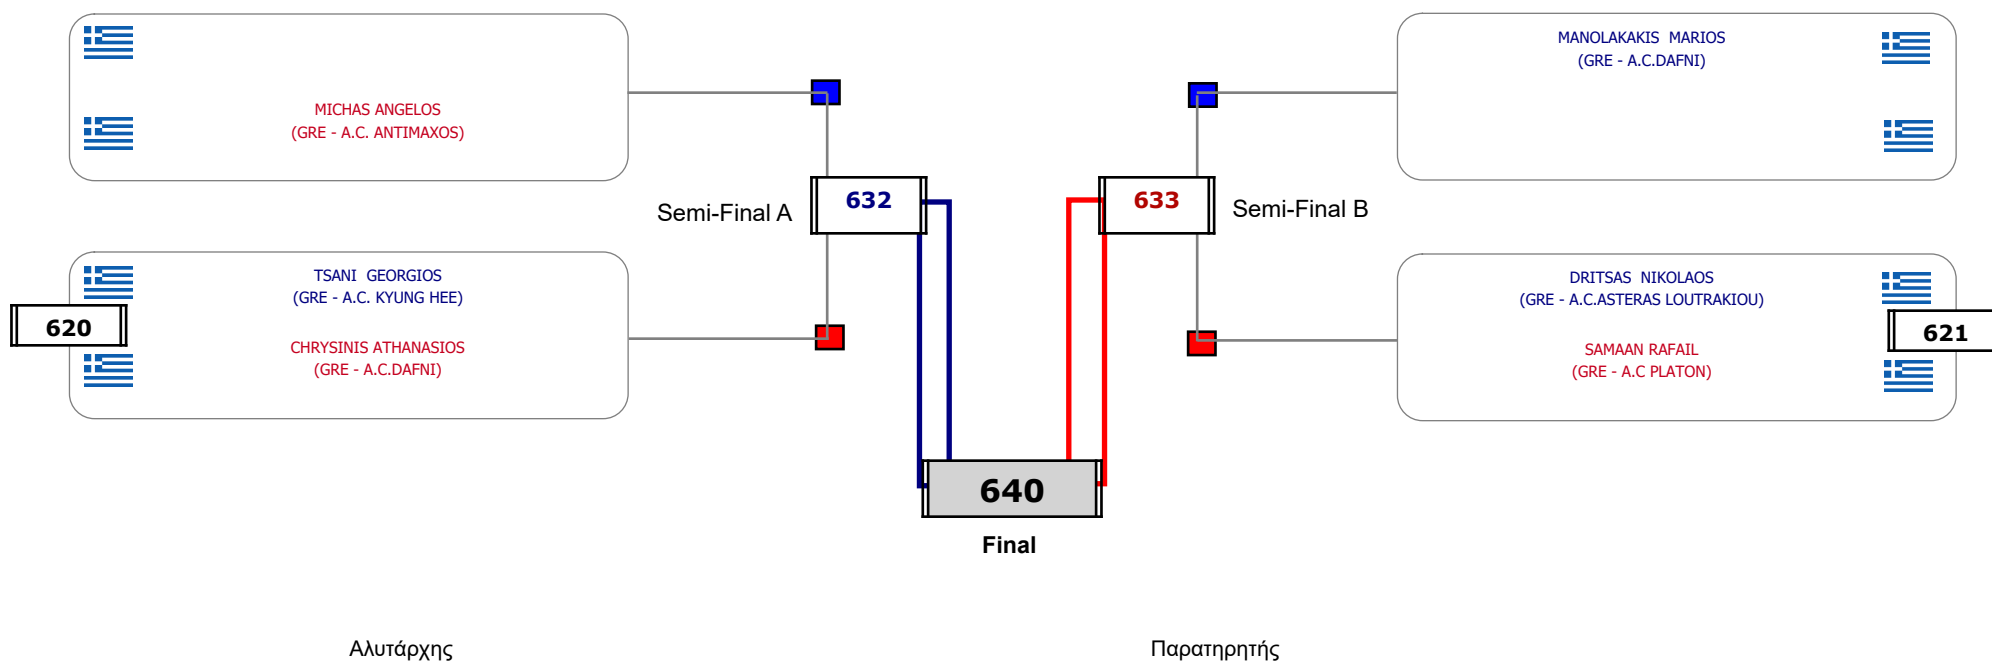 MICHAS ANGELOS
(GRE - A.C. ANTIMAXOS)
TSANI GEORGIOS
(GRE - A.C. KYUNG HEE)
CHRYSINIS ATHANASIOS
(GRE - A.C.DAFNI)
620
Semi-Final A
632
633
Semi-Final B
MANOLAKAKIS MARIOS
(GRE - A.C.DAFNI)
DRITSAS NIKOLAOS
(GRE - A.C.ASTERAS LOUTRAKIOU)
SAMAAN RAFAIL
(GRE - A.C PLATON)
621
640
Final
Αλυτάρχης
Παρατηρητής